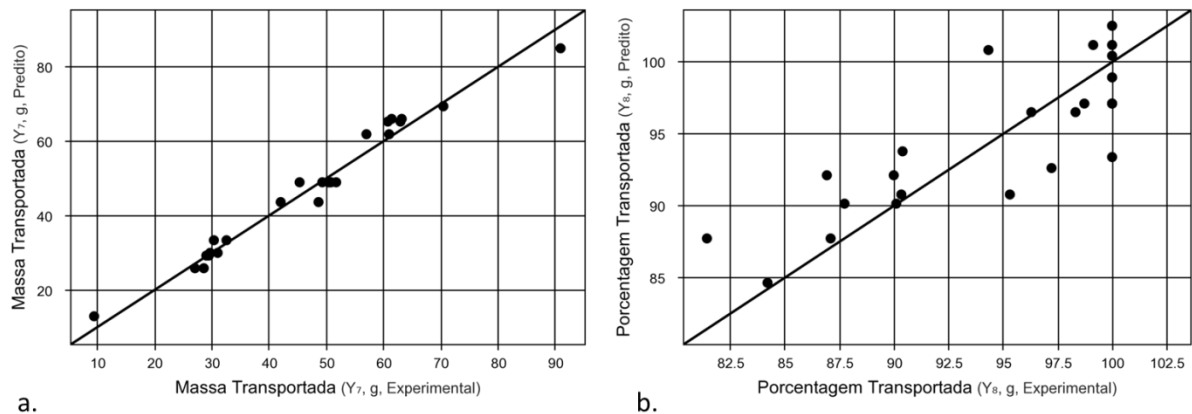 Massa Transportada (Y₇, g, Predito)
80
60
40
20
10 20 30 40 50 60 70 80 90
Massa Transportada (Y₇, g, Experimental)
a.
Porcentagem Transportada (Y₈, g, Predito)
100
95
90
85
82.5 85 87.5 90 92.5 95 97.5 100 102.5
Porcentagem Transportada (Y₈, g, Experimental)
b.